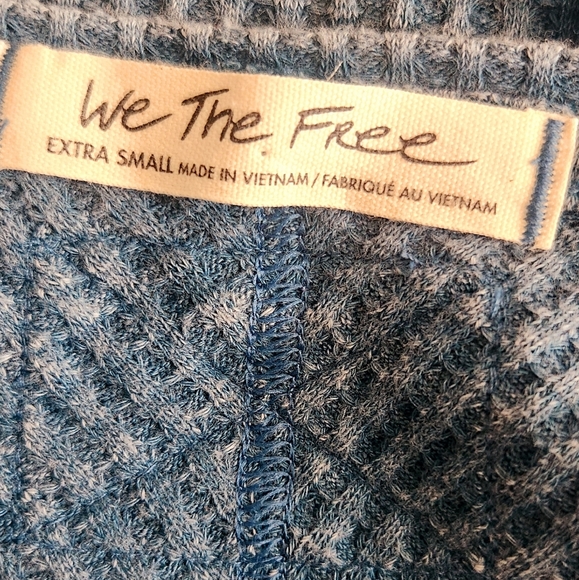 We The Free
EXTRA SMALL MADE IN VIETNAM / FABRIQUÉ AU VIETNAM